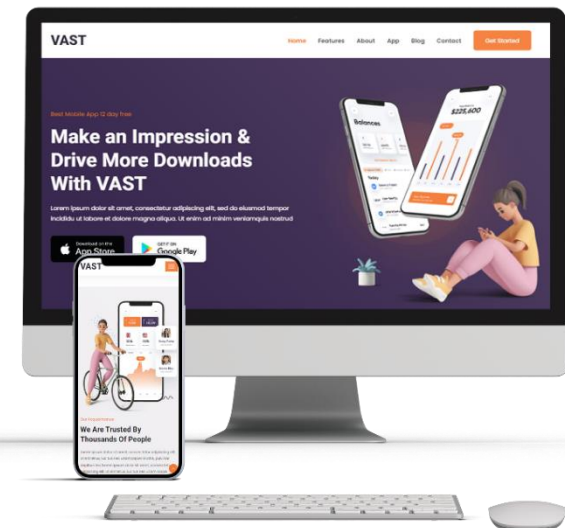 VAST
Home Features About App Blog Contact Get Started
Best Mobile App 12 day free
Make an Impression &
Drive More Downloads
With VAST
Lorem ipsum dolor sit amet, consectetur adipiscing elit, sed do eiusmod tempor
incididu ut labore et dolore magna aliqua. Ut enim ad minim veniamquis nostrud
App Store
GET IT ON
Google Play
Balances
Today
$225,600
VAST
We Are Trusted By
Thousands Of People